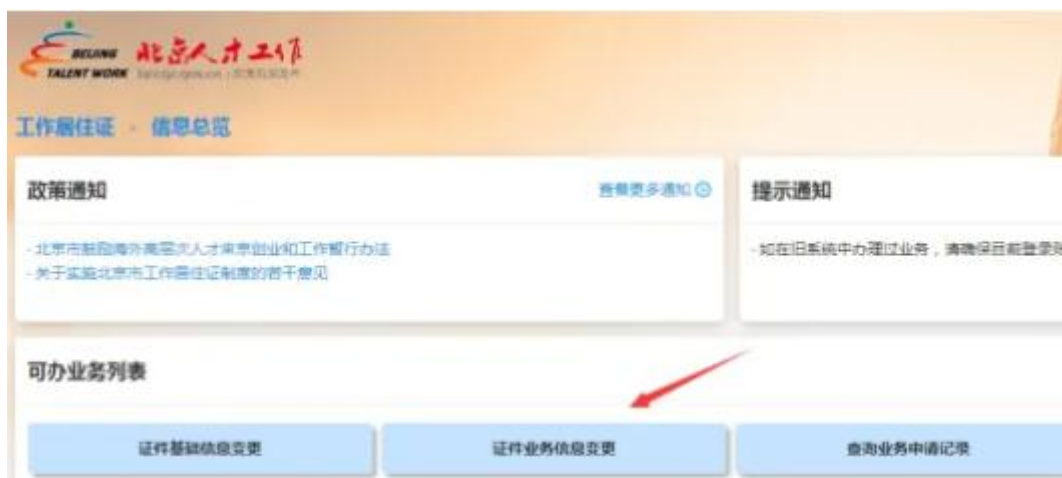 BEIJING
TALENT WORK
北京人才工作
工作居住证 - 信息总览
政策通知
查看更多通知
提示通知
- 北京市鼓励海外高层次人才来京创业和工作暂行办法
- 关于实施北京市工作居住证制度的若干意见
- 如在旧系统中办理过业务，请确保目前登录
可办业务列表
证件基础信息变更
证件业务信息变更
查询业务申请记录